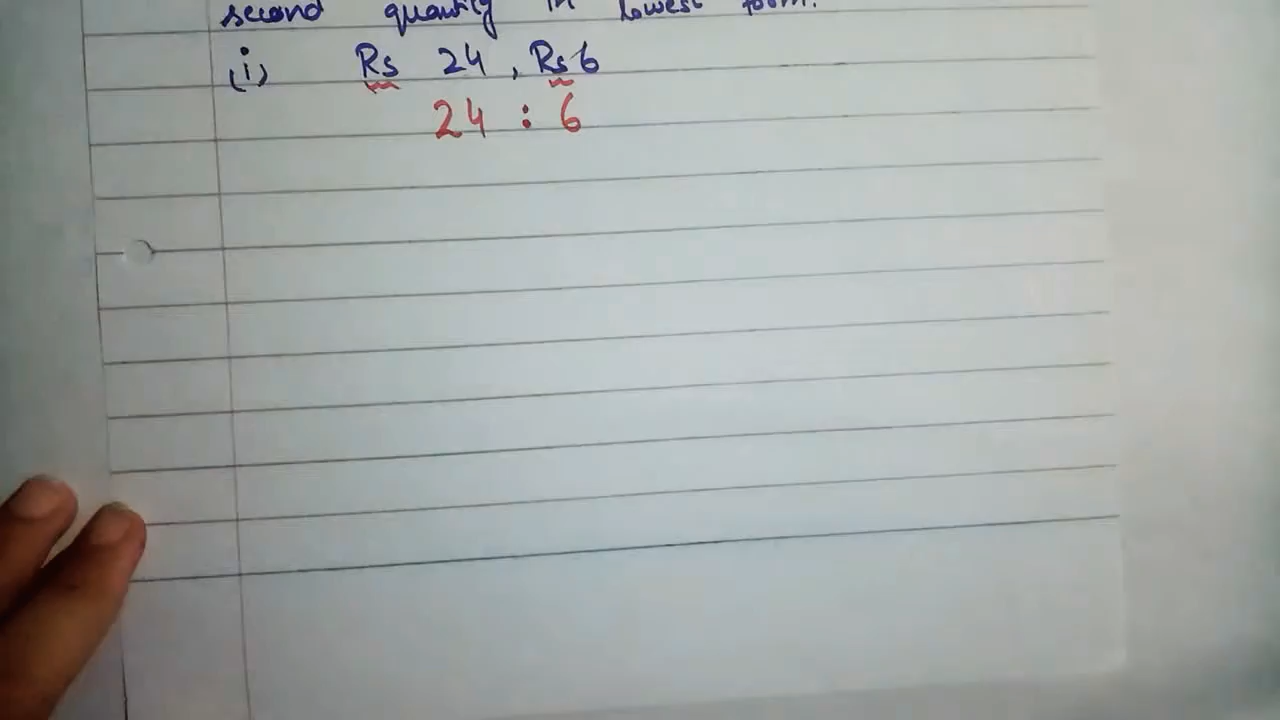 second quantity in lowest form.
(i) Rs 24, Rs 6
24 : 6